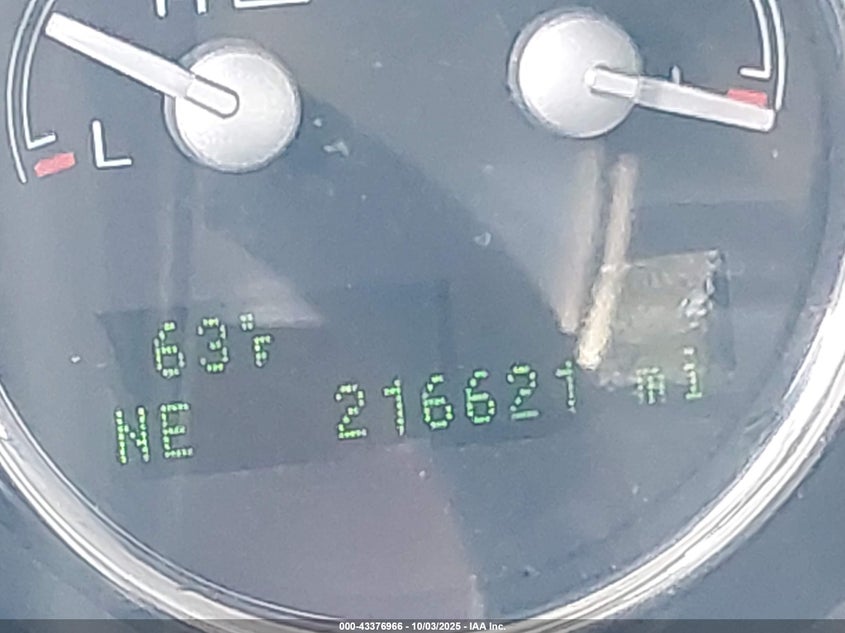 L
63°F
NE 216621 mi
000-43376966 - 10/03/2025 - IAA Inc.